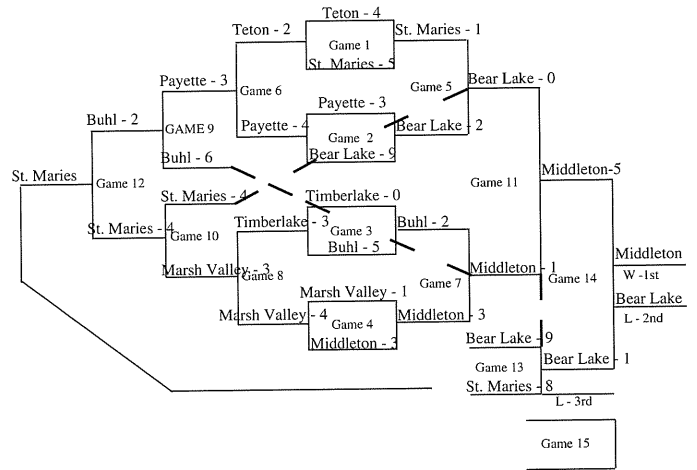 Teton - 4
Teton - 2
St. Maries - 1
Game 1
St. Maries - 5
Payette - 3
Game 6
Game 5
Bear Lake - 0
Payette - 3
Buhl - 2
GAME 9
Payette - 4
Game 2
Bear Lake - 2
Bear Lake - 9
Buhl - 6
St. Maries
Game 12
Game 11
Middleton-5
St. Maries - 4
Timberlake - 0
Timberlake - 3
Game 3
Buhl - 2
St. Maries - 4
Game 10
Buhl - 5
Middleton
Marsh Valley - 3
Game 8
Game 7
Middleton - 1
Game 14
W -1st
Marsh Valley - 1
Bear Lake
Marsh Valley - 4
Game 4
Middleton - 3
L - 2nd
Middleton - 3
Bear Lake - 9
Game 13
Bear Lake - 1
St. Maries - 8
L - 3rd
Game 15